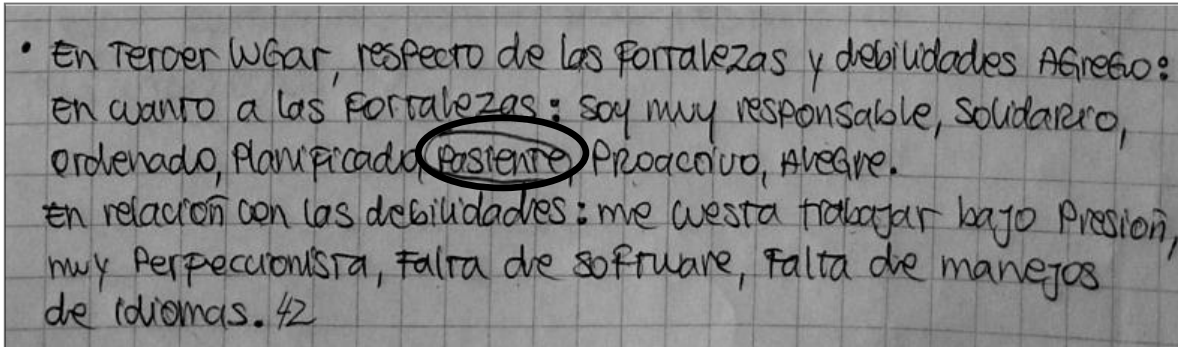 • En Tercer lugar, respecto de las fortalezas y debilidades AGreGo:
en cuanto a las fortalezas: soy muy responsable, solidario,
ordenado, Planificado, Pasiente, Proactivo, Alegre.
En relación con las debilidades: me cuesta trabajar bajo Presión,
muy Perfeccionista, Falta de software, Falta de manejos
de idiomas. 42